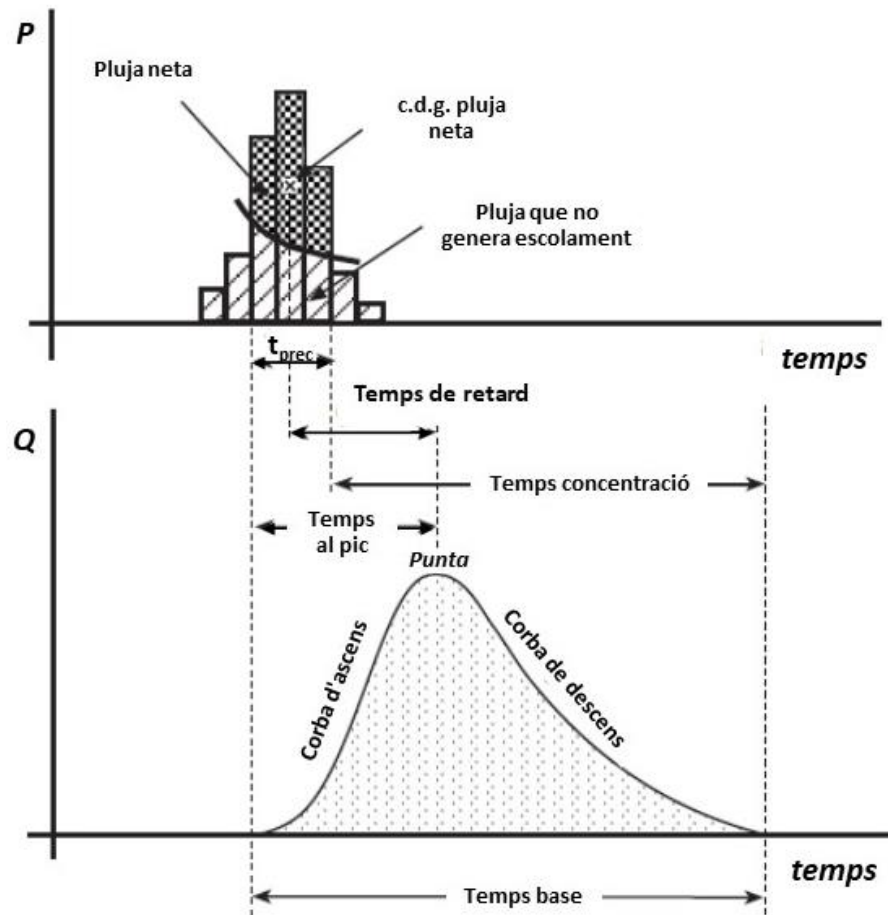 P
Pluja neta
c.d.g. pluja
neta
Pluja que no
genera escolament
t_prec
temps
Temps de retard
Q
Temps concentració
Temps
al pic
Punta
Corba d'ascens
Corba de descens
temps
Temps base